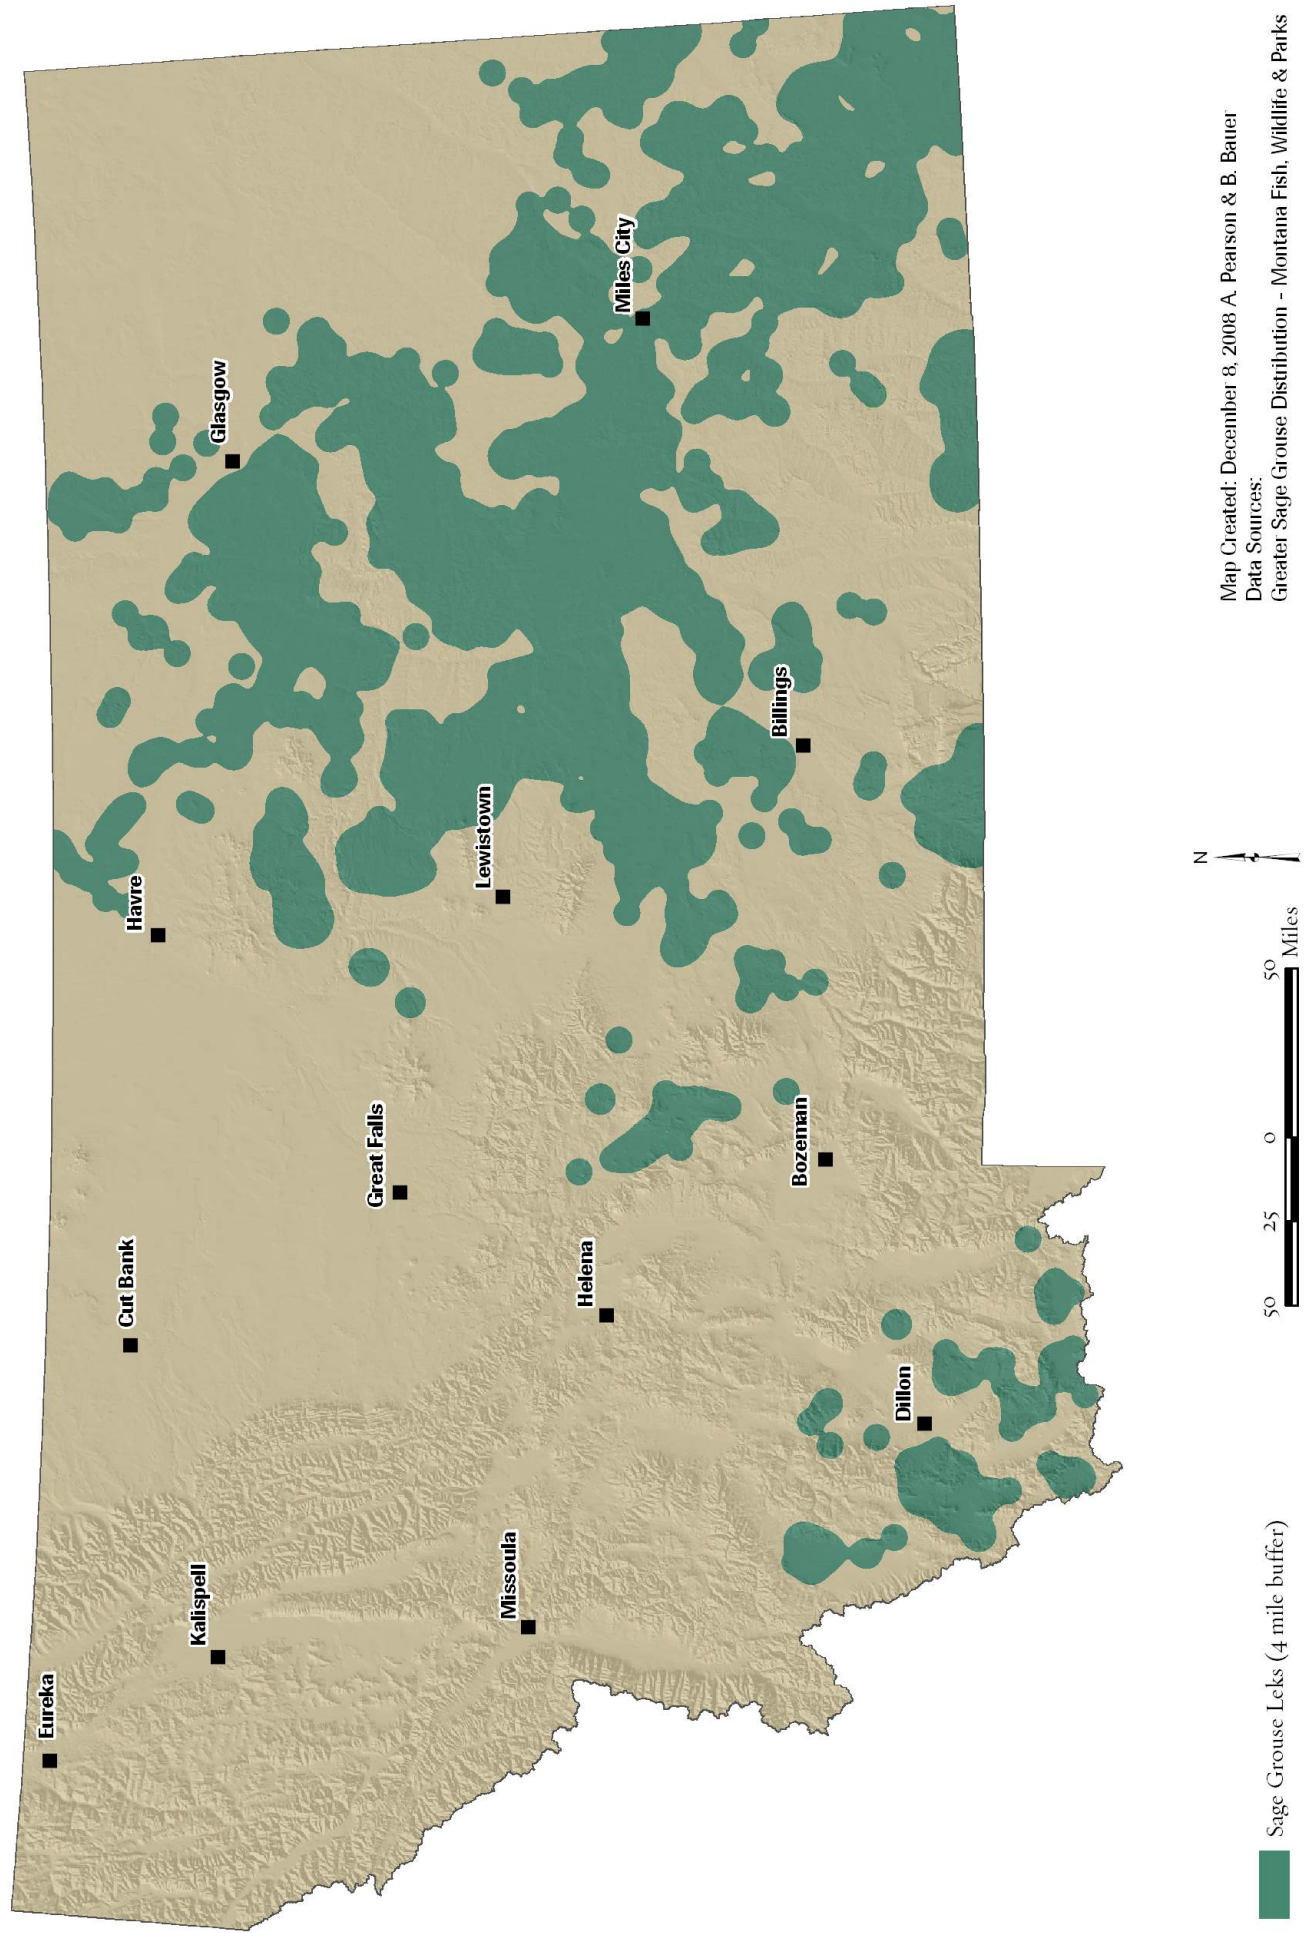 Eureka
Kalispell
Cut Bank
Havre
Glasgow
Great Falls
Missoula
Lewistown
Helena
Miles City
Bozeman
Billings
Dillon
Sage Grouse Leks (4 mile buffer)
50 25 0 50
Miles
N
Map Created: December 8, 2008 A. Pearson & B. Bauer
Data Sources:
Greater Sage Grouse Distribution - Montana Fish, Wildlife & Parks